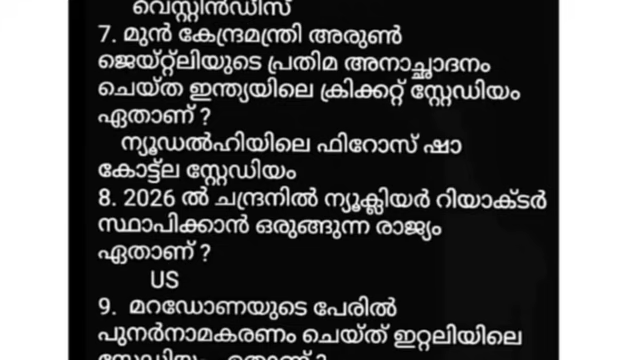 വെസ്റ്റിൻഡീസ്
7. മുൻ കേന്ദ്രമന്ത്രി അരുൺ
ജെയ്റ്റ്ലിയുടെ പ്രതിമ അനാച്ഛാദനം
ചെയ്ത ഇന്ത്യയിലെ ക്രിക്കറ്റ് സ്റ്റേഡിയം
ഏതാണ് ?
ന്യൂഡൽഹിയിലെ ഫിറോസ് ഷാ
കോട്ട്ല സ്റ്റേഡിയം
8. 2026 ൽ ചന്ദ്രനിൽ ന്യൂക്ലിയർ റിയാക്ടർ
സ്ഥാപിക്കാൻ ഒരുങ്ങുന്ന രാജ്യം
ഏതാണ് ?
US
9. മറഡോണയുടെ പേരിൽ
പുനർനാമകരണം ചെയ്ത് ഇറ്റലിയിലെ
സ്റ്റേഡിയം ഏതാണ് ?